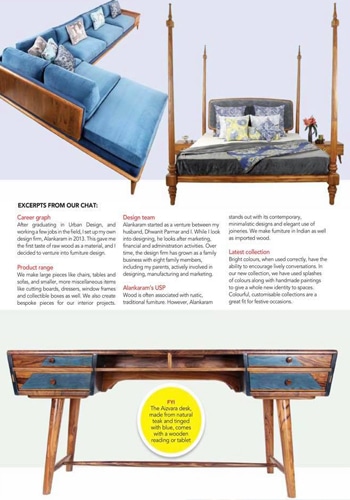 EXCERPTS FROM OUR CHAT:
Career graph
After graduating in Urban Design, and
working few jobs in the field, I set up my own
design firm, Alankaram in 2013. This gave me
the first taste of raw wood as a material, and I
decided to venture into furniture design.
Product range
We make large pieces like chairs, tables and
sofas, and smaller, more miscellaneous items
like cutting boards, dressers, window frames
and collectible boxes as well. We also create
bespoke pieces for our interior projects.
Design team
Alankaram started as a venture between my
husband, Dhwanit Parmar and I. While I look
into designing, he looks after marketing,
financial and administration activities. Over
time, the design firm has grown as a family
business with eight family members,
including my parents, actively involved in
designing, manufacturing and marketing.
Alankaram's USP
Wood is often associated with rustic,
traditional furniture. However, Alankaram
stands out with its contemporary,
minimalistic designs and elegant use of
joineries. We make furniture in Indian as well
as imported wood.
Latest collection
Bright colours, when used correctly, have the
ability to encourage lively conversations. In
our new collection, we have used splashes
of colours along with handmade paintings
to give a whole new identity to spaces.
Colourful, customisable collections are a
great fit for festive occasions.
FYI
The Aizvara desk,
made from natural
teak and tinged
with blue, comes
with a wooden
reading or tablet